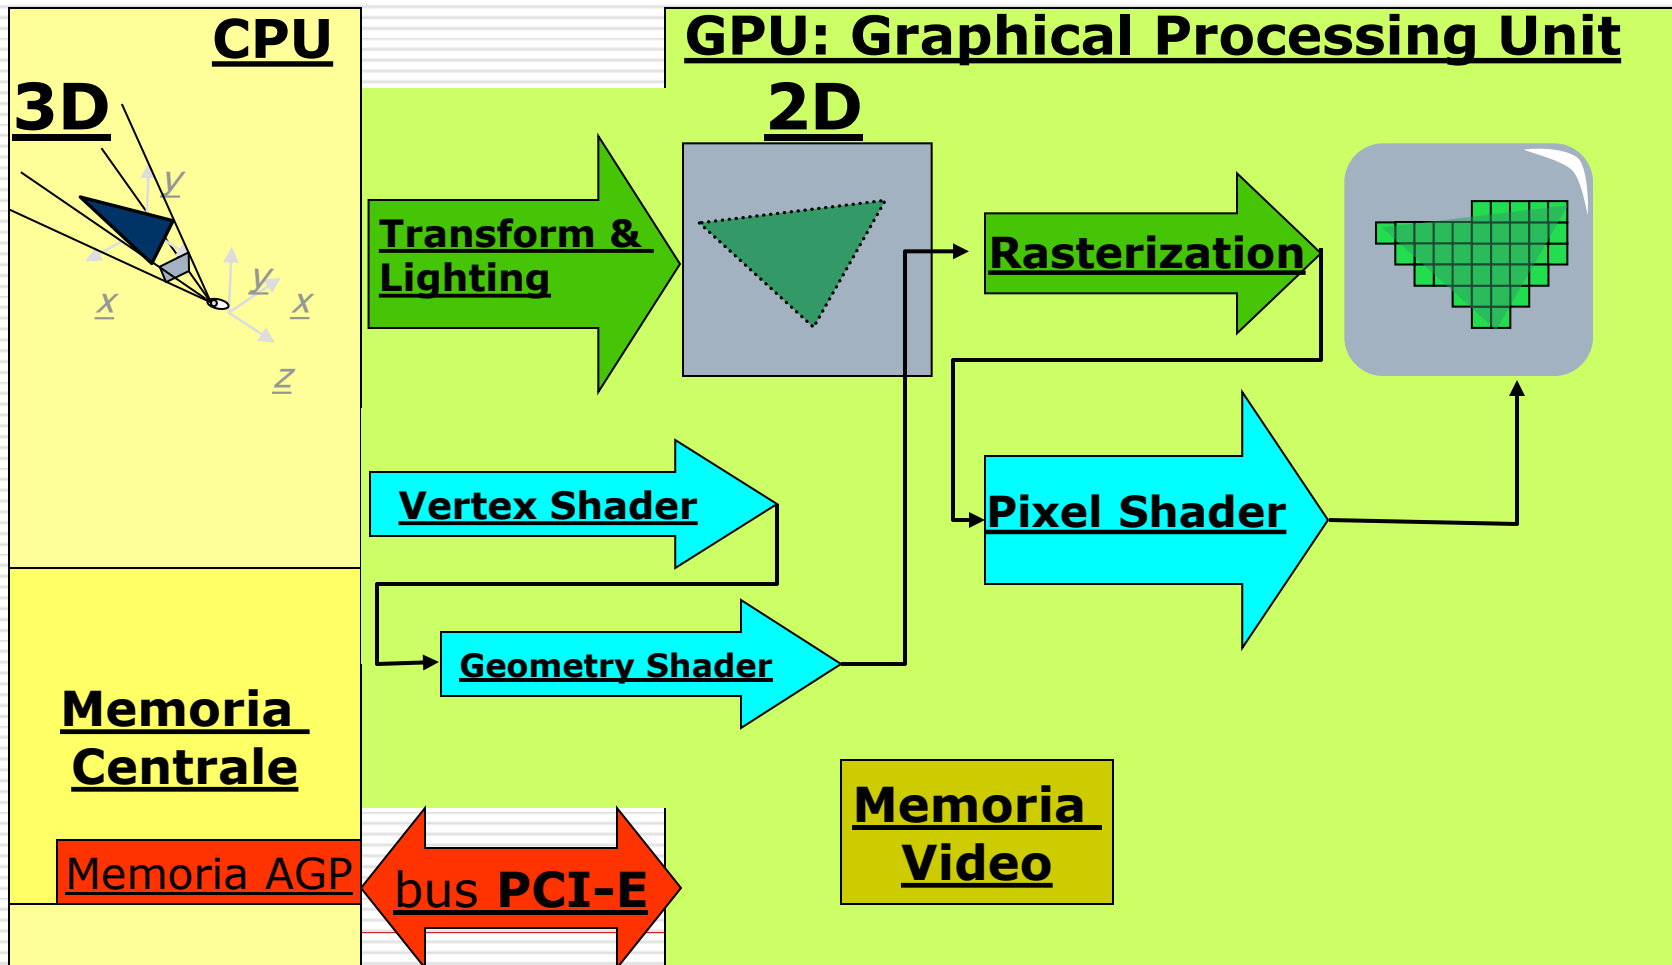 CPU
GPU: Graphical Processing Unit
3D
2D
y
x
y
x
z
Transform &
Lighting
Rasterization
Vertex Shader
Pixel Shader
Geometry Shader
Memoria
Centrale
Memoria AGP
bus PCI-E
Memoria
Video